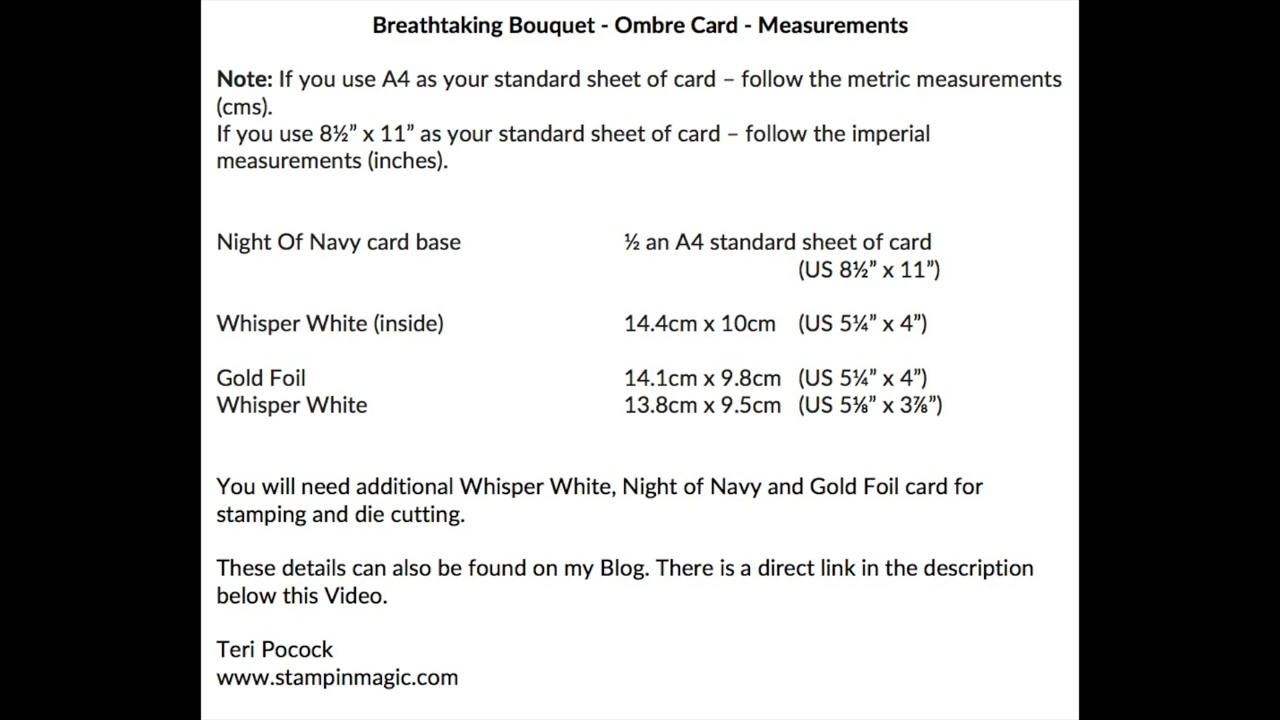 Breathtaking Bouquet - Ombre Card - Measurements
Note: If you use A4 as your standard sheet of card – follow the metric measurements
(cms).
If you use 8½” x 11” as your standard sheet of card – follow the imperial
measurements (inches).
Night Of Navy card base ½ an A4 standard sheet of card
(US 8½” x 11”)
Whisper White (inside) 14.4cm x 10cm (US 5¼” x 4”)
Gold Foil 14.1cm x 9.8cm (US 5¼” x 4”)
Whisper White 13.8cm x 9.5cm (US 5⅛” x 3⅞”)
You will need additional Whisper White, Night of Navy and Gold Foil card for
stamping and die cutting.
These details can also be found on my Blog. There is a direct link in the description
below this Video.
Teri Pocock
www.stampinmagic.com